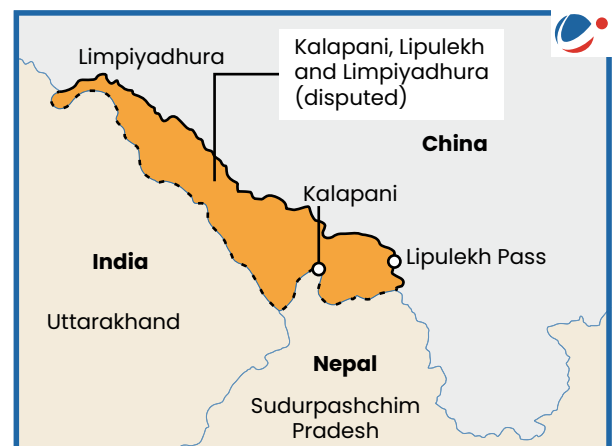 Limpiyadhura
Kalapani, Lipulekh
and Limpiyadhura
(disputed)
China
Kalapani
Lipulekh Pass
India
Uttarakhand
Nepal
Sudurpashchim
Pradesh